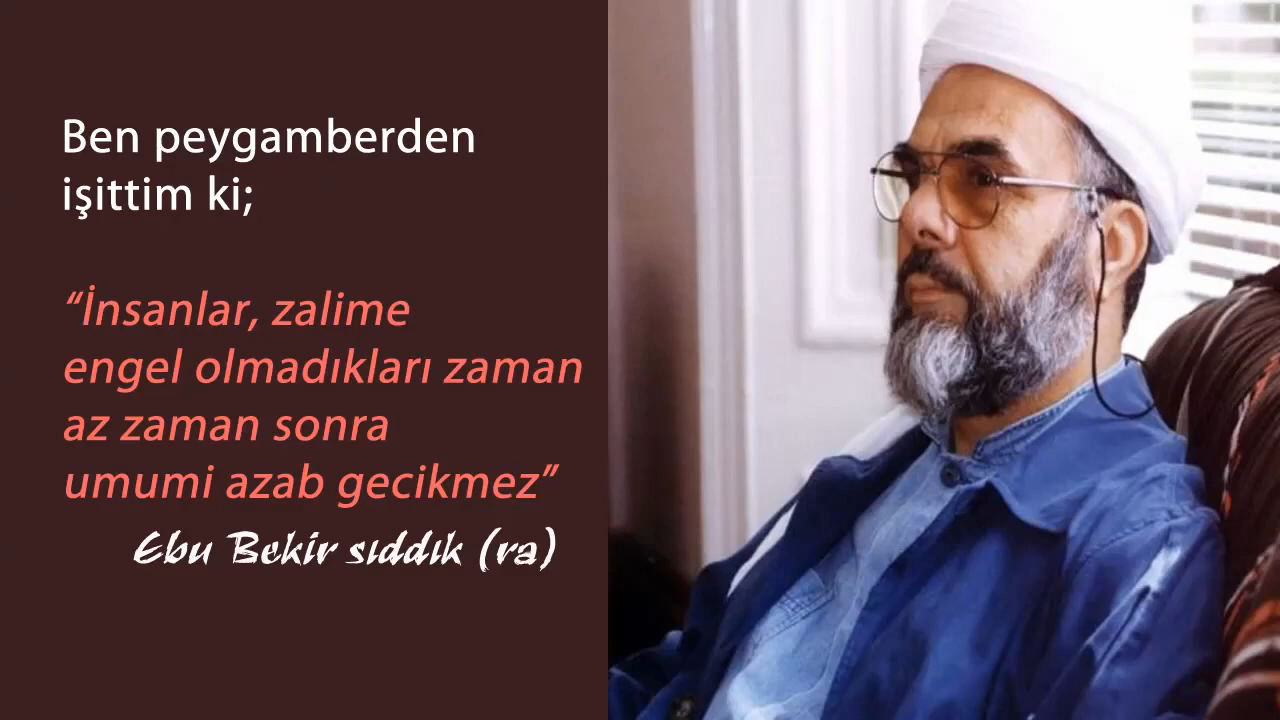 Ben peygamberden
işittim ki;
“İnsanlar, zalime
engel olmadıkları zaman
az zaman sonra
umumi azab gecikmez”
Ebu Bekir sıddık (ra)